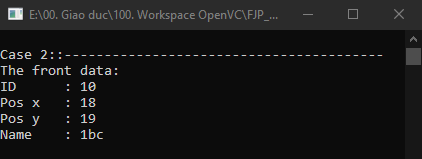 E:\00. Giao duc\100. Workspace OpenVC\FJP_...
Case 2::----------------------------------------
The front data:
ID      : 10
Pos x   : 18
Pos y   : 19
Name    : 1bc